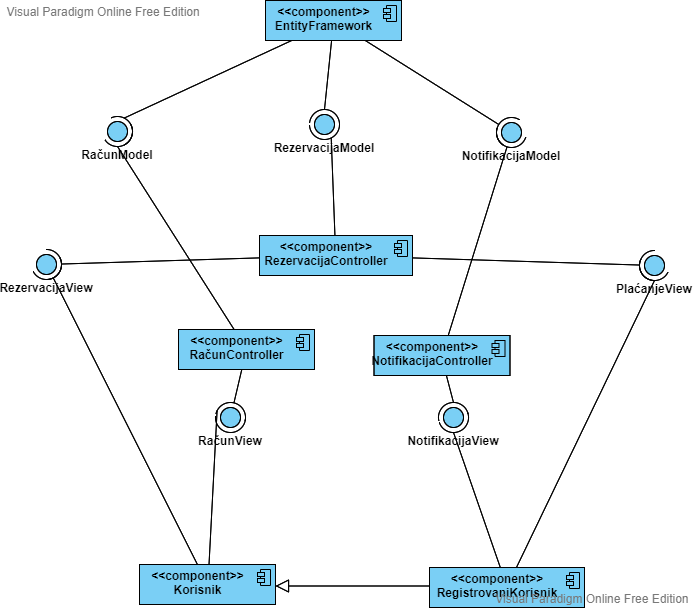 Visual Paradigm Online Free Edition
<<component>>
EntityFramework
RačunModel
RezervacijaModel
NotifikacijaModel
<<component>>
RezervacijaController
RezervacijaView
PlaćanjeView
<<component>>
RačunController
<<component>>
NotifikacijaController
RačunView
NotifikacijaView
<<component>>
Korisnik
<<component>>
RegistrovaniKorisnik
Visual Paradigm Online Free Edition